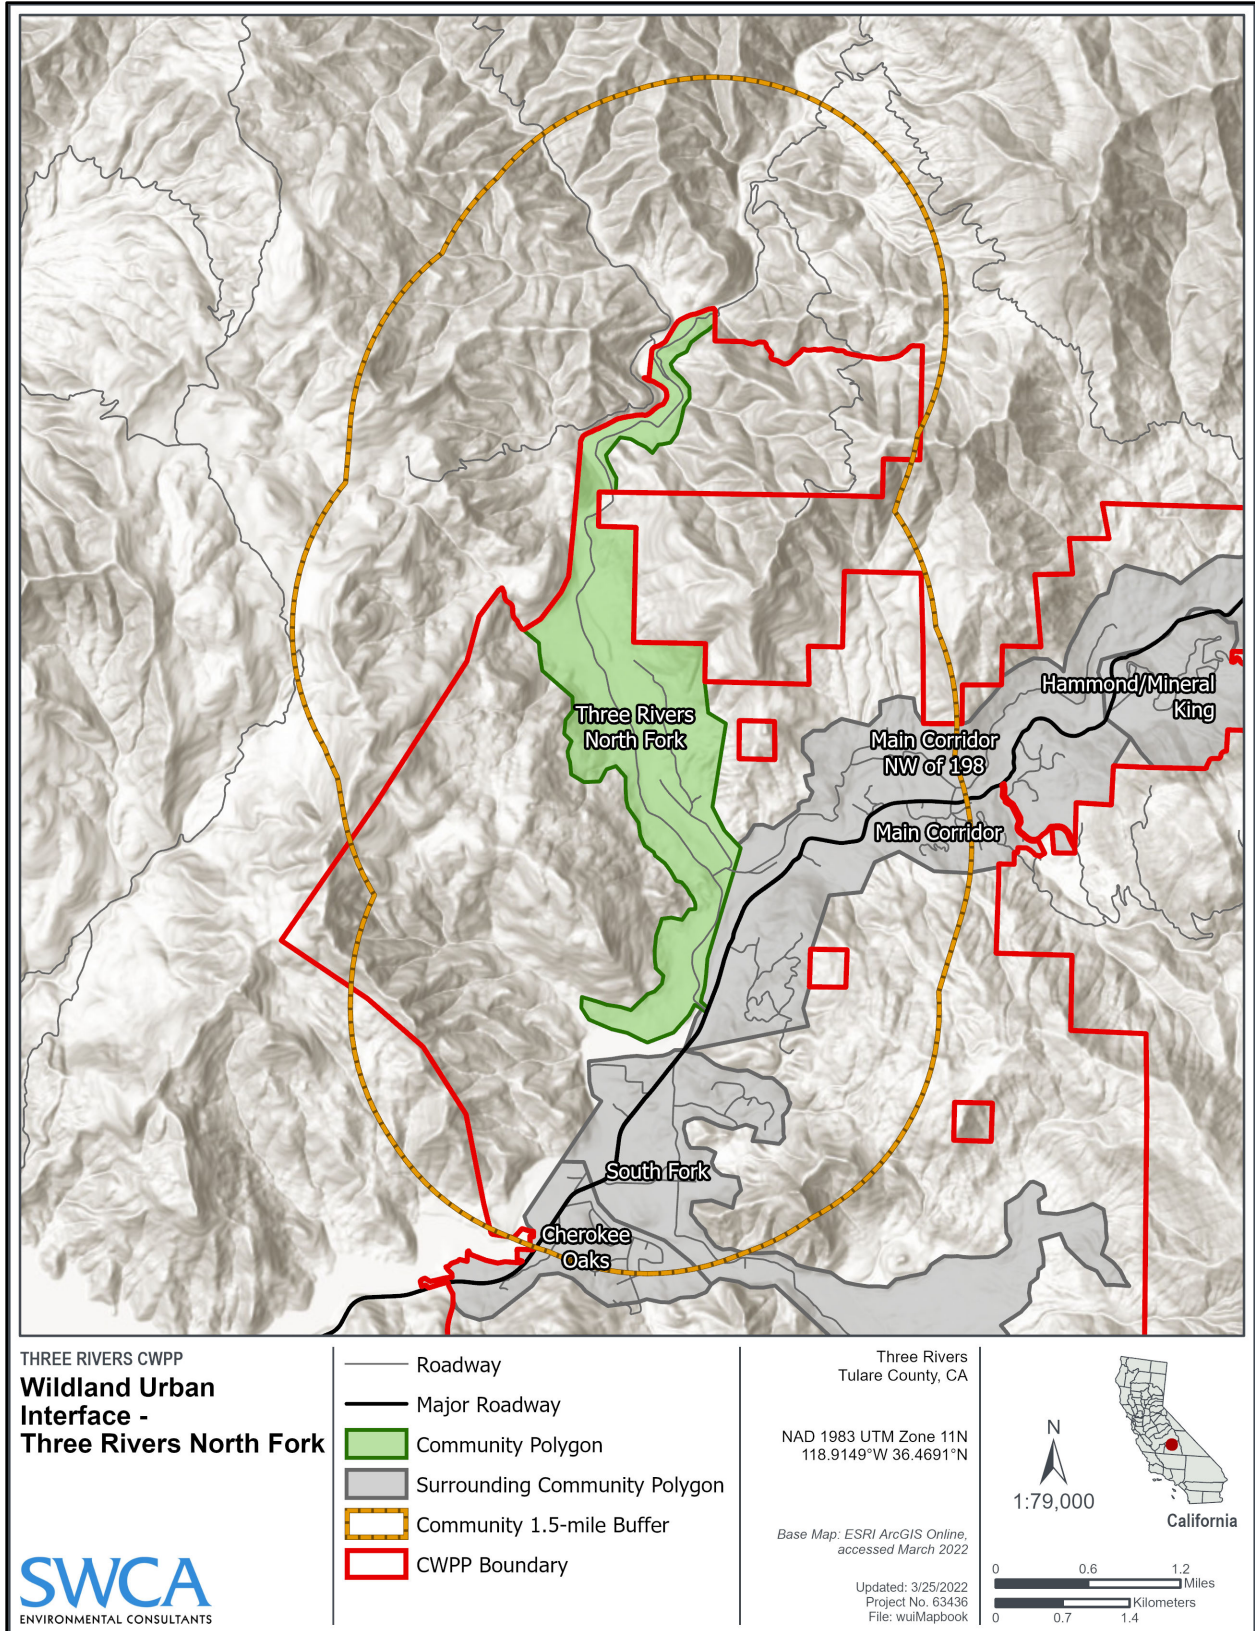 Hammond/Mineral
King
Three Rivers
North Fork
Main Corridor
NW of 198
Main Corridor
South Fork
Cherokee
Oaks
THREE RIVERS CWPP
Wildland Urban
Interface -
Three Rivers North Fork
SWCA
ENVIRONMENTAL CONSULTANTS
Roadway
Major Roadway
Community Polygon
Surrounding Community Polygon
Community 1.5-mile Buffer
CWPP Boundary
Three Rivers
Tulare County, CA
NAD 1983 UTM Zone 11N
118.9149°W 36.4691°N
Base Map: ESRI ArcGIS Online,
accessed March 2022
Updated: 3/25/2022
Project No. 63436
File: wuiMapbook
N
1:79,000
California
0 0.6 1.2
Miles
Kilometers
0 0.7 1.4